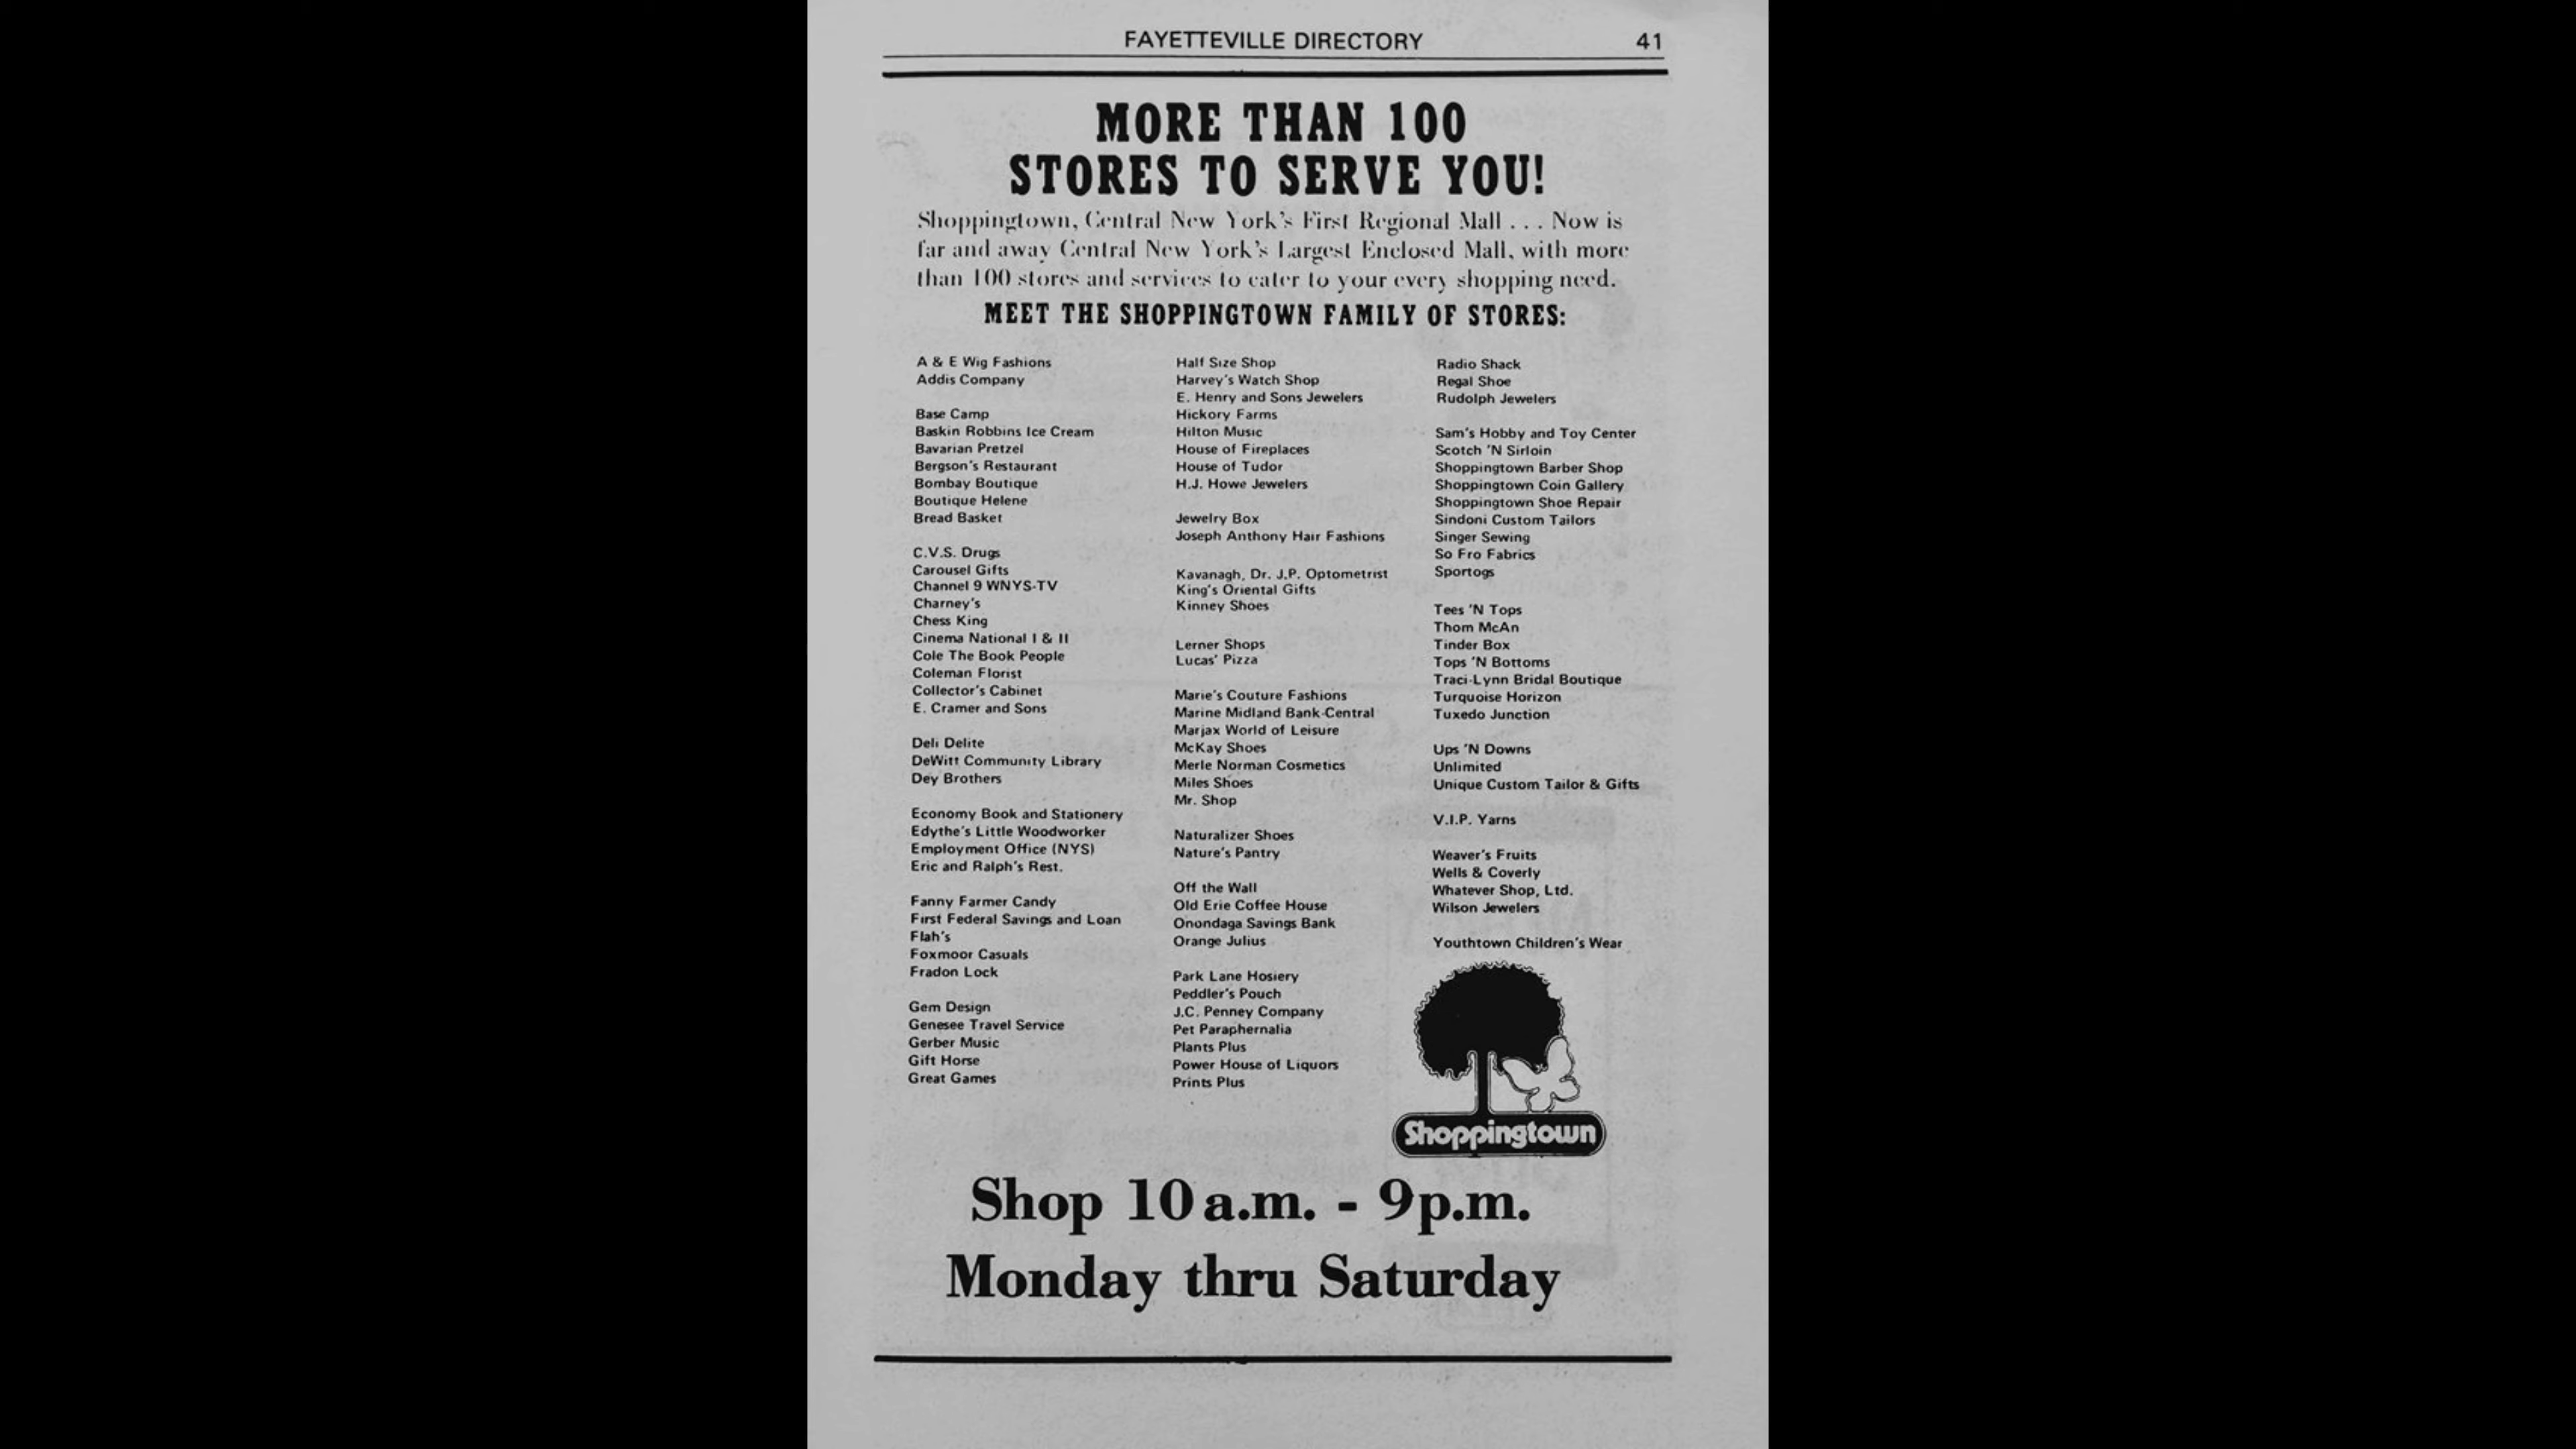 FAYETTEVILLE DIRECTORY 41
MORE THAN 100
STORES TO SERVE YOU!
Shoppingtown, Central New York's First Regional Mall . . . Now is
far and away Central New York's Largest Enclosed Mall, with more
than 100 stores and services to cater to your every shopping need.
MEET THE SHOPPINGTOWN FAMILY OF STORES:
A & E Wig Fashions
Addis Company
Base Camp
Baskin Robbins Ice Cream
Bavarian Pretzel
Bergson's Restaurant
Bombay Boutique
Boutique Helene
Bread Basket
C.V.S. Drugs
Carousel Gifts
Channel 9 WNYS-TV
Charney's
Chess King
Cinema National I & II
Cole The Book People
Coleman Florist
Collector's Cabinet
E. Cramer and Sons
Deli Delite
DeWitt Community Library
Dey Brothers
Economy Book and Stationery
Edythe's Little Woodworker
Employment Office (NYS)
Eric and Ralph's Rest.
Fanny Farmer Candy
First Federal Savings and Loan
Flah's
Foxmoor Casuals
Fradon Lock
Gem Design
Genesee Travel Service
Gerber Music
Gift Horse
Great Games
Half Size Shop
Harvey's Watch Shop
E. Henry and Sons Jewelers
Hickory Farms
Hilton Music
House of Fireplaces
House of Tudor
H.J. Howe Jewelers
Jewelry Box
Joseph Anthony Hair Fashions
Kavanagh, Dr. J.P. Optometrist
King's Oriental Gifts
Kinney Shoes
Lerner Shops
Lucas' Pizza
Marie's Couture Fashions
Marine Midland Bank-Central
Marjax World of Leisure
McKay Shoes
Merle Norman Cosmetics
Miles Shoes
Mr. Shop
Naturalizer Shoes
Nature's Pantry
Off the Wall
Old Erie Coffee House
Onondaga Savings Bank
Orange Julius
Park Lane Hosiery
Peddler's Pouch
J.C. Penney Company
Pet Paraphernalia
Plants Plus
Power House of Liquors
Prints Plus
Radio Shack
Regal Shoe
Rudolph Jewelers
Sam's Hobby and Toy Center
Scotch 'N Sirloin
Shoppingtown Barber Shop
Shoppingtown Coin Gallery
Shoppingtown Shoe Repair
Sindoni Custom Tailors
Singer Sewing
So Fro Fabrics
Sportogs
Tees 'N Tops
Thom McAn
Tinder Box
Tops 'N Bottoms
Traci-Lynn Bridal Boutique
Turquoise Horizon
Tuxedo Junction
Ups 'N Downs
Unlimited
Unique Custom Tailor & Gifts
V.I.P. Yarns
Weaver's Fruits
Wells & Coverly
Whatever Shop, Ltd.
Wilson Jewelers
Youthtown Children's Wear
Shoppingtown
Shop 10 a.m. - 9p.m.
Monday thru Saturday